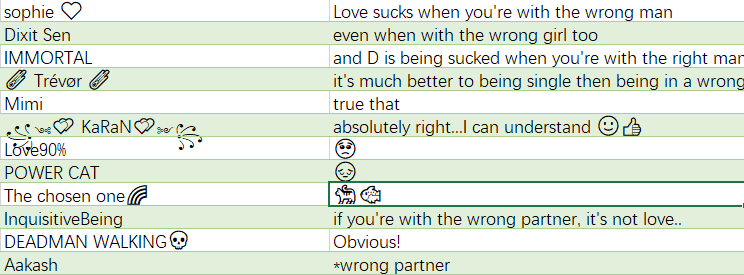 sophie ♡ Love sucks when you're with the wrong man
Dixit Sen even when with the wrong girl too
IMMORTAL and D is being sucked when you're with the right man
☄ Trévør ☄ it's much better to being single then being in a wrong
Mimi true that
꧁༺💞 KaRaN💞༻꧂ absolutely right...I can understand 🙂👍
Love90% 🥺
POWER CAT 😔
The chosen one🌈 🐅🐠
InquisitiveBeing if you're with the wrong partner, it's not love..
DEADMAN WALKING💀 Obvious!
Aakash *wrong partner